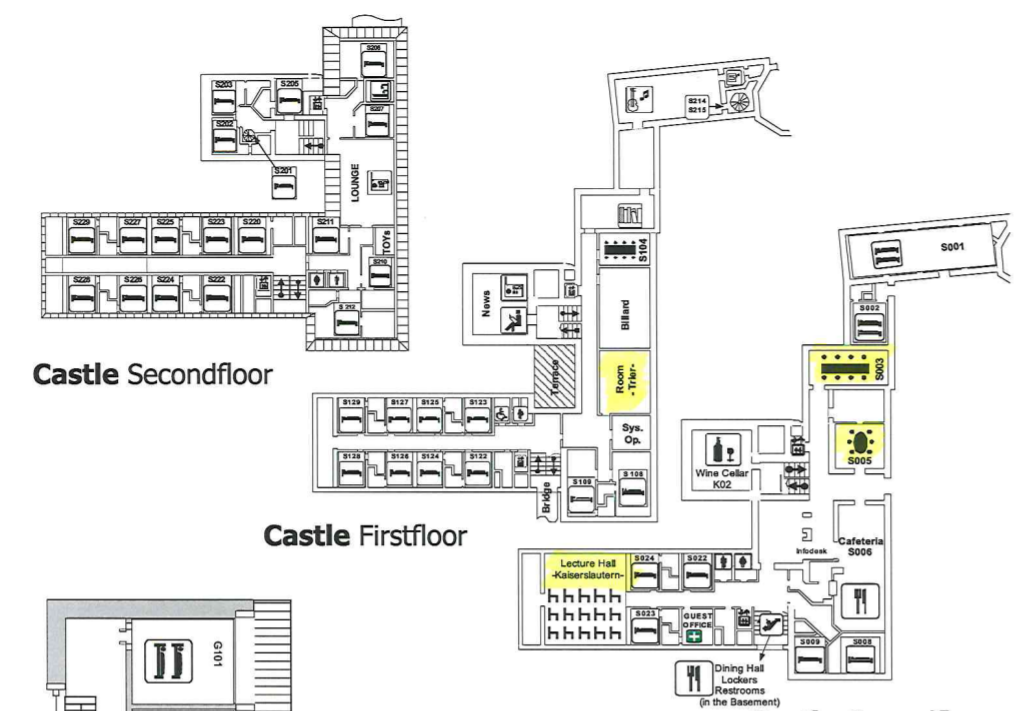 S206
S203
S205
S207
S202
S201
LOUNGE
TOYs
S229
S227
S225
S223
S220
S211
S210
S228
S226
S224
S222
S 212
Castle Secondfloor
S214
S215
S104
News
Billard
Terrace
Room
-Trier-
Sys.
Op.
S129
S127
S125
S123
S128
S126
S124
S122
Bridge
S109
S 108
Castle Firstfloor
S001
S002
S003
S005
Wine Cellar
K02
Infodesk
Cafeteria
S006
Lecture Hall
-Kaiserslautern-
S024
S022
S023
GUEST
OFFICE
S009
S008
Dining Hall
Lockers
Restrooms
(in the Basement)
G101